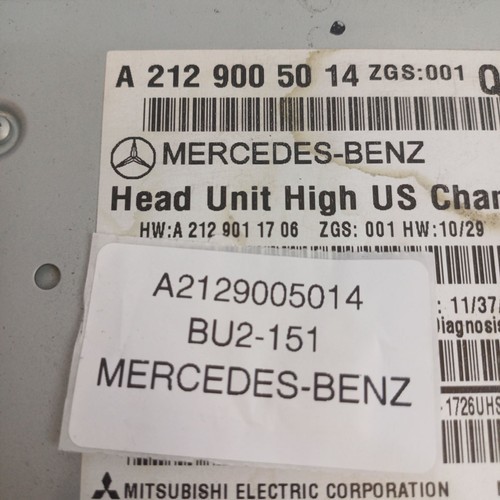 A 212 900 50 14 ZGS:001 Q
MERCEDES-BENZ
Head Unit High US
HW:A 212 901 17 06 ZGS: 001 HW:10/29
: 11/37,
A2129005014
BU2-151
MERCEDES-BENZ
1726UHS
MITSUBISHI ELECTRIC CORPORATION